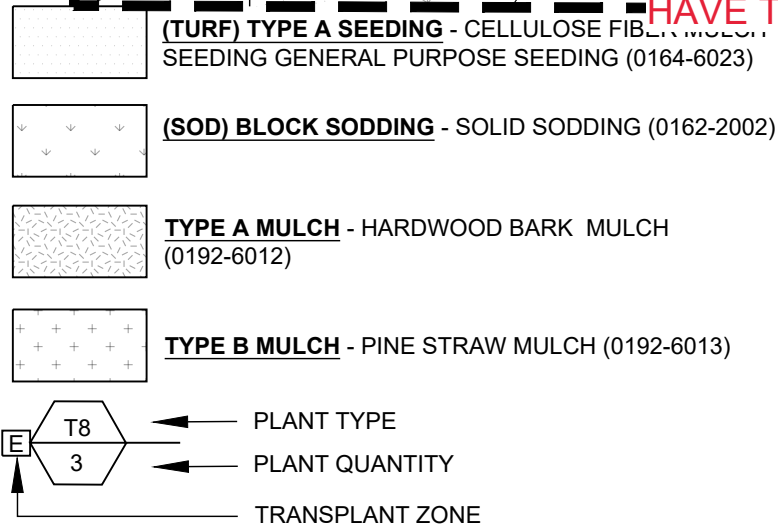 HAVE T
(TURF) TYPE A SEEDING - CELLULOSE FIBER MULCH
SEEDING GENERAL PURPOSE SEEDING (0164-6023)
(SOD) BLOCK SODDING - SOLID SODDING (0162-2002)
TYPE A MULCH - HARDWOOD BARK MULCH
(0192-6012)
TYPE B MULCH - PINE STRAW MULCH (0192-6013)
T8
PLANT TYPE
E
3
PLANT QUANTITY
TRANSPLANT ZONE